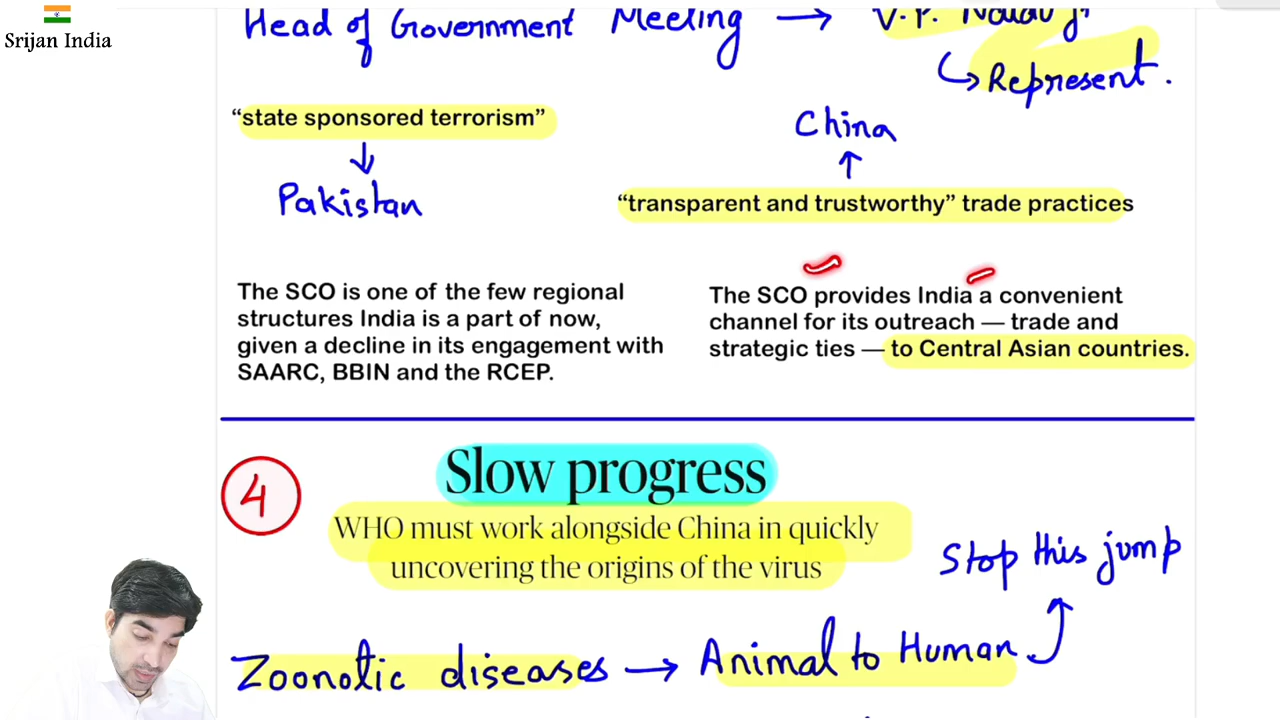 Srijan India
Head of Government Meeting → V.P. Naidu ji
↳ Represent.
"state sponsored terrorism"
↓
Pakistan
China
↑
"transparent and trustworthy" trade practices
The SCO is one of the few regional
structures India is a part of now,
given a decline in its engagement with
SAARC, BBIN and the RCEP.
The SCO provides India a convenient
channel for its outreach — trade and
strategic ties — to Central Asian countries.
4
Slow progress
WHO must work alongside China in quickly
uncovering the origins of the virus
Stop this jump
Zoonotic diseases → Animal to Human